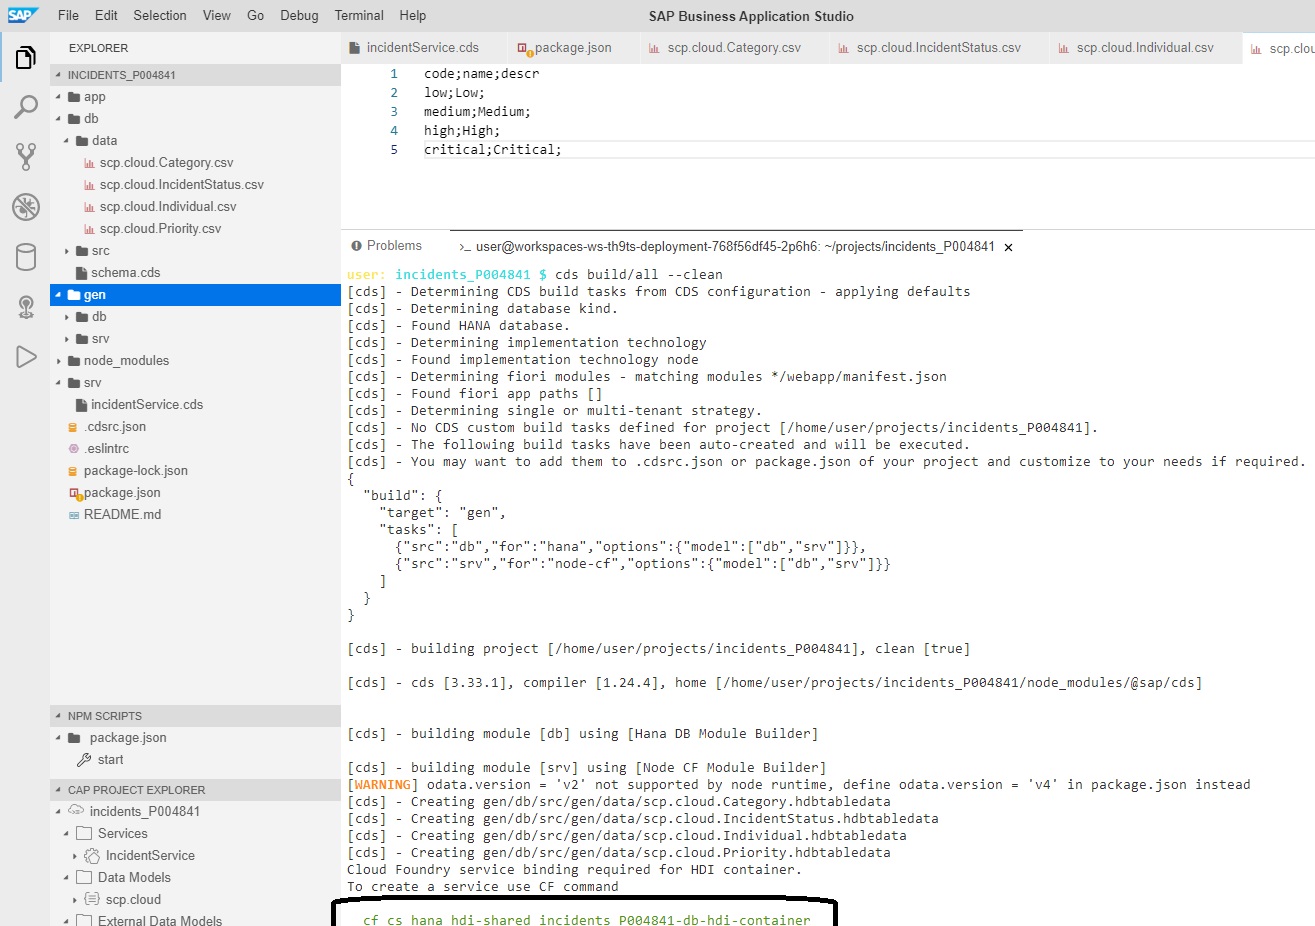 SAP File Edit Selection View Go Debug Terminal Help SAP Business Application Studio
EXPLORER
INCIDENTS_P004841
app
db
data
scp.cloud.Category.csv
scp.cloud.IncidentStatus.csv
scp.cloud.Individual.csv
scp.cloud.Priority.csv
src
schema.cds
gen
db
srv
node_modules
srv
incidentService.cds
.cdsrc.json
.eslintrc
package-lock.json
package.json
README.md
NPM SCRIPTS
package.json
start
CAP PROJECT EXPLORER
incidents_P004841
Services
IncidentService
Data Models
scp.cloud
External Data Models
incidentService.cds package.json scp.cloud.Category.csv scp.cloud.IncidentStatus.csv scp.cloud.Individual.csv scp.clou
1 code;name;descr
2 low;Low;
3 medium;Medium;
4 high;High;
5 critical;Critical;
Problems >_ user@workspaces-ws-th9ts-deployment-768f56df45-2p6h6: ~/projects/incidents_P004841 ×
user: incidents_P004841 $ cds build/all --clean
[cds] - Determining CDS build tasks from CDS configuration - applying defaults
[cds] - Determining database kind.
[cds] - Found HANA database.
[cds] - Determining implementation technology
[cds] - Found implementation technology node
[cds] - Determining fiori modules - matching modules */webapp/manifest.json
[cds] - Found fiori app paths []
[cds] - Determining single or multi-tenant strategy.
[cds] - No CDS custom build tasks defined for project [/home/user/projects/incidents_P004841].
[cds] - The following build tasks have been auto-created and will be executed.
[cds] - You may want to add them to .cdsrc.json or package.json of your project and customize to your needs if required.
{
"build": {
"target": "gen",
"tasks": [
{"src":"db","for":"hana","options":{"model":["db","srv"]}},
{"src":"srv","for":"node-cf","options":{"model":["db","srv"]}}
]
}
}
[cds] - building project [/home/user/projects/incidents_P004841], clean [true]
[cds] - cds [3.33.1], compiler [1.24.4], home [/home/user/projects/incidents_P004841/node_modules/@sap/cds]
[cds] - building module [db] using [Hana DB Module Builder]
[cds] - building module [srv] using [Node CF Module Builder]
[WARNING] odata.version = 'v2' not supported by node runtime, define odata.version = 'v4' in package.json instead
[cds] - Creating gen/db/src/gen/data/scp.cloud.Category.hdbtabledata
[cds] - Creating gen/db/src/gen/data/scp.cloud.IncidentStatus.hdbtabledata
[cds] - Creating gen/db/src/gen/data/scp.cloud.Individual.hdbtabledata
[cds] - Creating gen/db/src/gen/data/scp.cloud.Priority.hdbtabledata
Cloud Foundry service binding required for HDI container.
To create a service use CF command
cf cs hana hdi-shared incidents_P004841-db-hdi-container